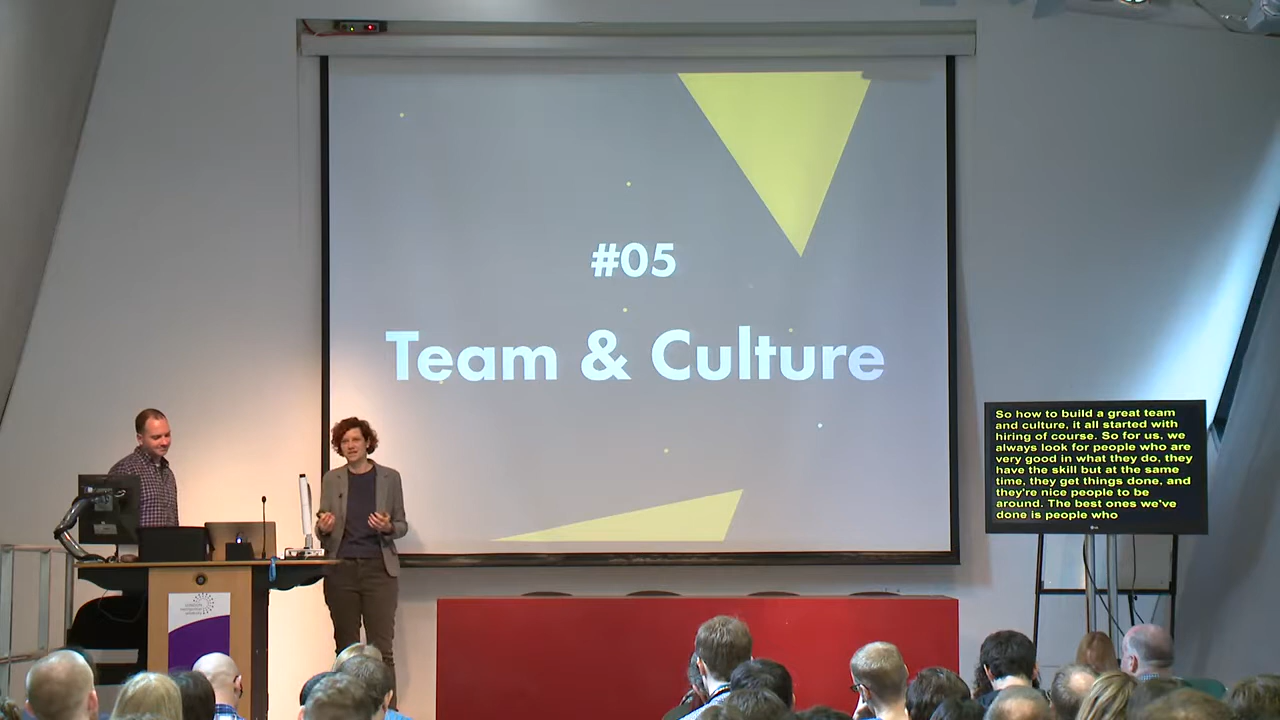 #05
Team & Culture
So how to build a great team
and culture, it all started with
hiring of course. So for us, we
always look for people who are
very good in what they do, they
have the skill but at the same
time, they get things done, and
they're nice people to be
around. The best ones we've
done is people who
LG